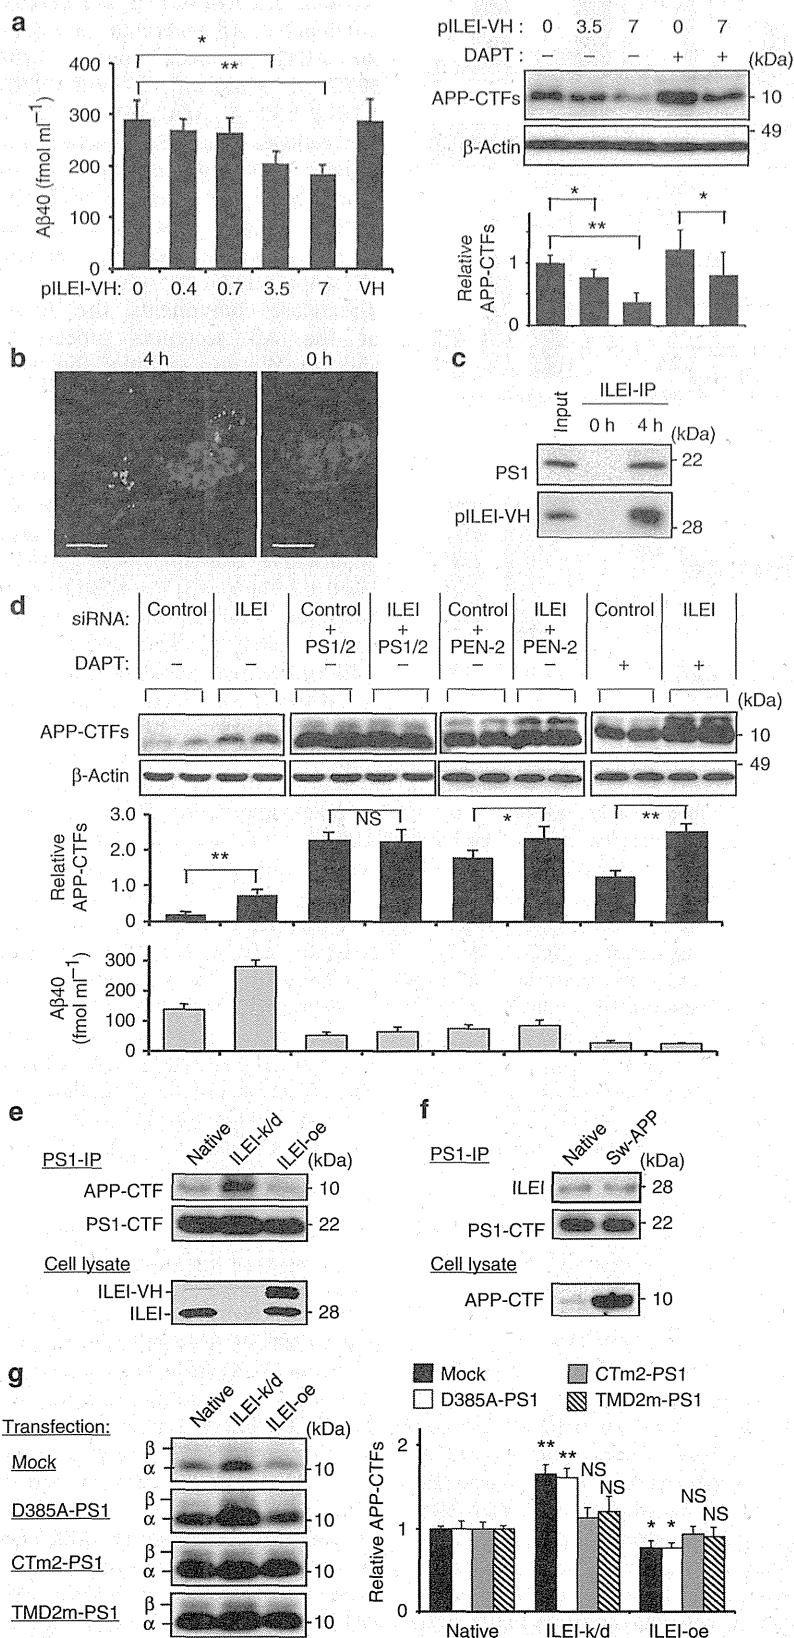 a
pILEI-VH : 0 3.5 7 0 7
DAPT : – – – + + (kDa)
APP-CTFs 10
49
β-Actin
* **
Aβ40 (fmol ml⁻¹)
400
300
200
100
0
pILEI-VH: 0 0.4 0.7 3.5 7 VH
* ** *
Relative APP-CTFs
1
0
b
4 h 0 h
c
Input ILEI-IP
0 h 4 h (kDa)
PS1 22
pILEI-VH 28
d
siRNA: Control ILEI Control + PS1/2 ILEI + PS1/2 Control + PEN-2 ILEI + PEN-2 Control ILEI
DAPT: – – – – – – + +
(kDa)
APP-CTFs 10
49
β-Actin
Relative APP-CTFs
3.0
2.0
1.0
0
** NS * **
Aβ40 (fmol ml⁻¹)
300
200
100
0
e
Native ILEI-k/d ILEI-oe
PS1-IP (kDa)
APP-CTF 10
PS1-CTF 22
Cell lysate
ILEI-VH
ILEI 28
f
Native Sw-APP
PS1-IP (kDa)
ILEI 28
PS1-CTF 22
Cell lysate
APP-CTF 10
g
Native ILEI-k/d ILEI-oe
Transfection: (kDa)
Mock β α 10
D385A-PS1 β α 10
CTm2-PS1 β α 10
TMD2m-PS1 β α 10
Mock CTm2-PS1
D385A-PS1 TMD2m-PS1
Relative APP-CTFs
2
1
0
** ** NS NS
* * NS NS
Native ILEI-k/d ILEI-oe